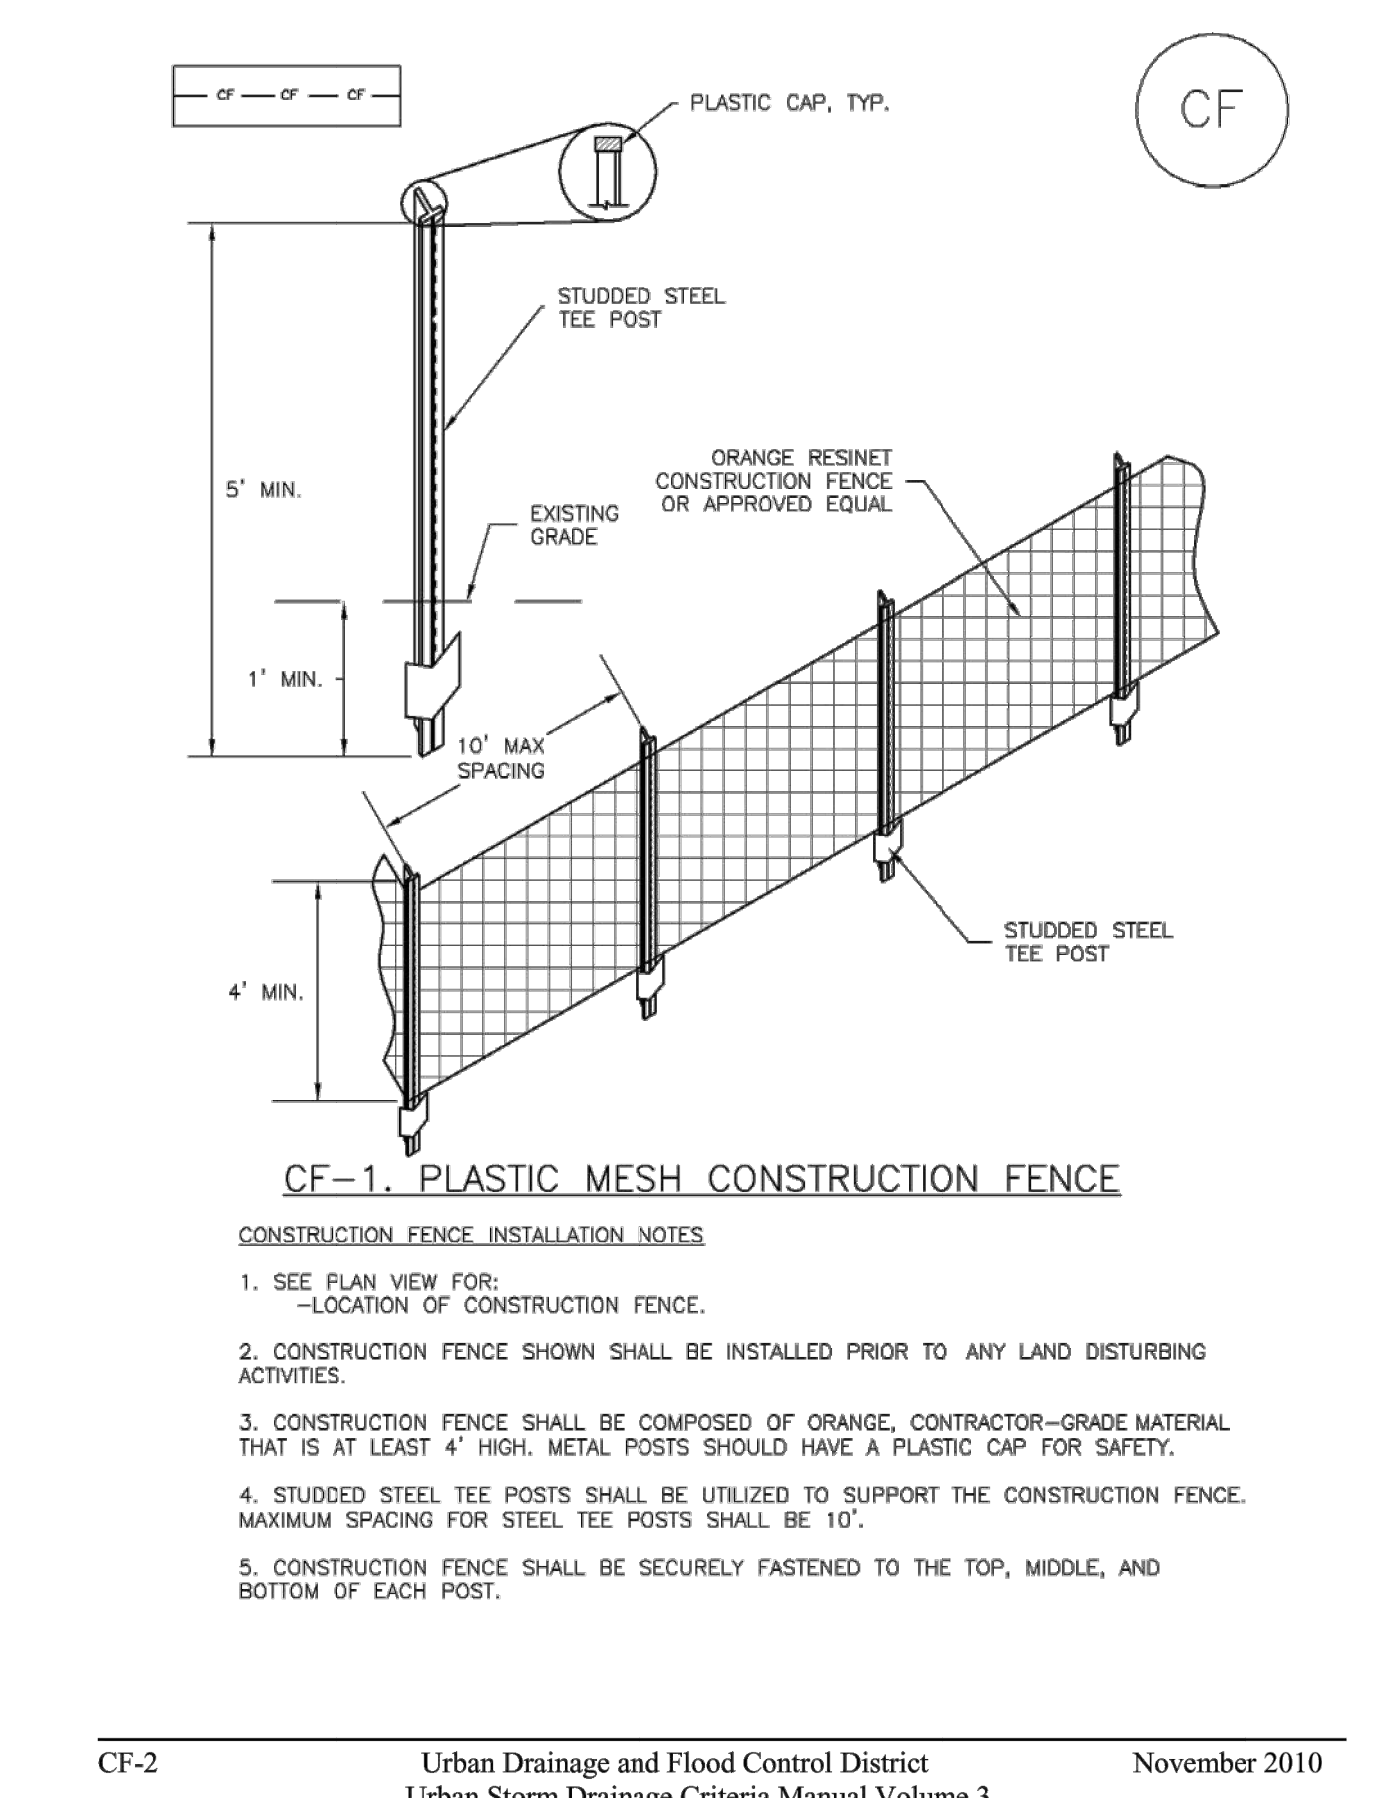 CF CF CF
PLASTIC CAP, TYP.
CF
STUDDED STEEL
TEE POST
5' MIN.
EXISTING
GRADE
ORANGE RESINET
CONSTRUCTION FENCE
OR APPROVED EQUAL
1' MIN.
10' MAX
SPACING
STUDDED STEEL
TEE POST
4' MIN.
CF-1. PLASTIC MESH CONSTRUCTION FENCE
CONSTRUCTION FENCE INSTALLATION NOTES
1. SEE PLAN VIEW FOR:
-LOCATION OF CONSTRUCTION FENCE.
2. CONSTRUCTION FENCE SHOWN SHALL BE INSTALLED PRIOR TO ANY LAND DISTURBING
ACTIVITIES.
3. CONSTRUCTION FENCE SHALL BE COMPOSED OF ORANGE, CONTRACTOR-GRADE MATERIAL
THAT IS AT LEAST 4' HIGH. METAL POSTS SHOULD HAVE A PLASTIC CAP FOR SAFETY.
4. STUDDED STEEL TEE POSTS SHALL BE UTILIZED TO SUPPORT THE CONSTRUCTION FENCE.
MAXIMUM SPACING FOR STEEL TEE POSTS SHALL BE 10'.
5. CONSTRUCTION FENCE SHALL BE SECURELY FASTENED TO THE TOP, MIDDLE, AND
BOTTOM OF EACH POST.
CF-2 Urban Drainage and Flood Control District November 2010
Urban Storm Drainage Criteria Manual Volume 3